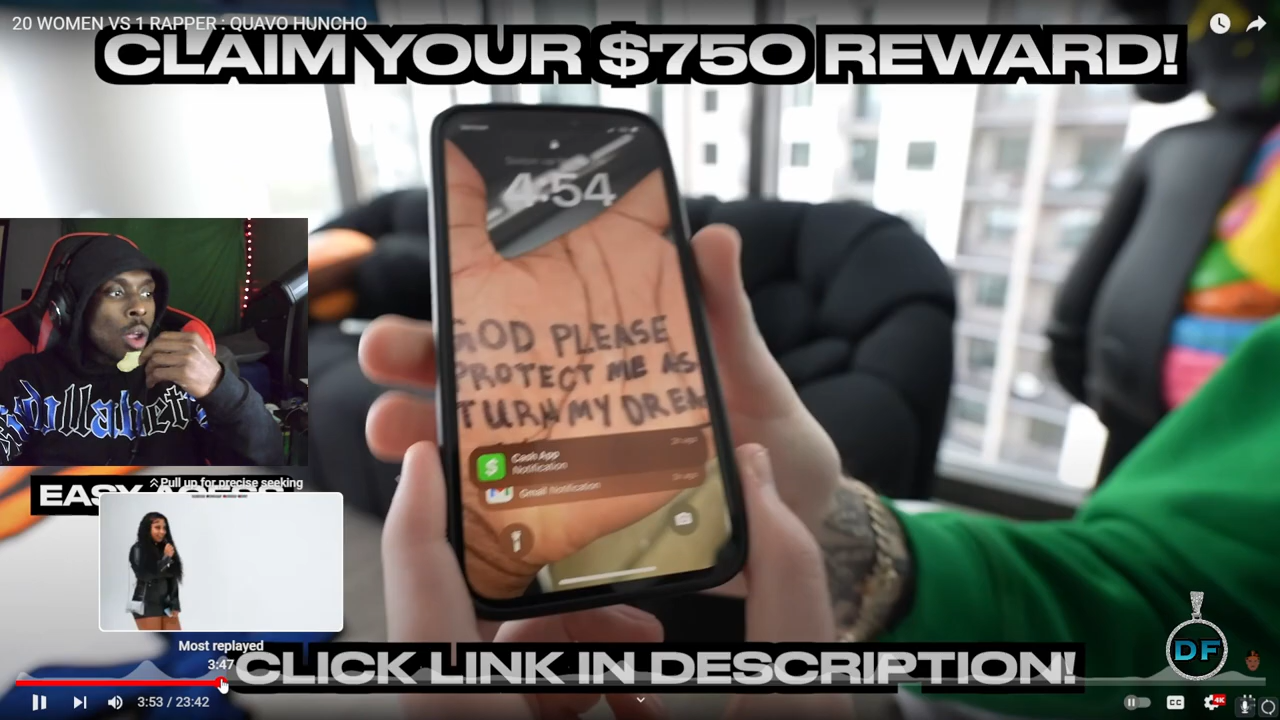 20 WOMEN VS 1 RAPPER : QUAVO HUNCHO
CLAIM YOUR $750 REWARD!
4:54
GOD PLEASE
PROTECT ME AS
TURN MY DREA
Cash App
Notification
Gmail Notification
Pull up for precise seeking
EASY
Most replayed
3:47
CLICK LINK IN DESCRIPTION!
DF
3:53 / 23:42
CC
4K